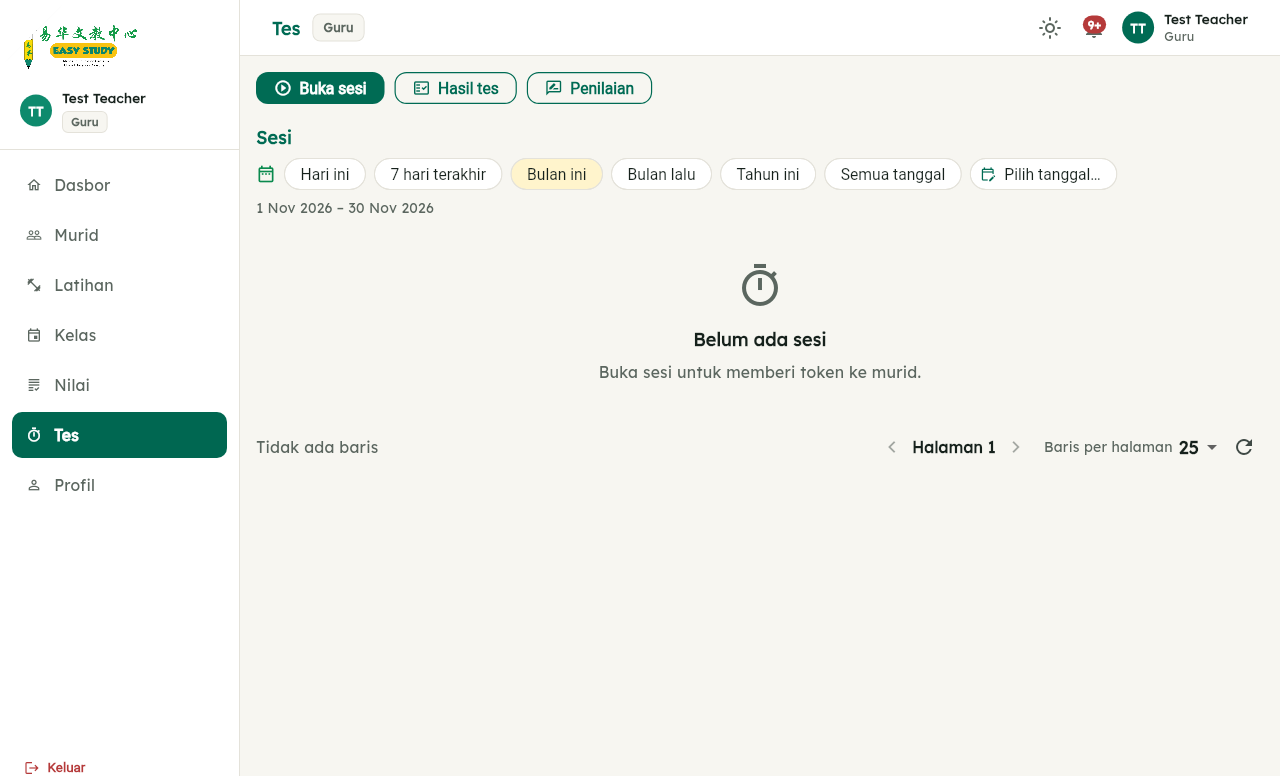 易华文教中心
EASY STUDY
Test Teacher
TT
Guru
Dasbor
Murid
Latihan
Kelas
Nilai
Tes
Profil
Keluar
Tes
Guru
9+
TT
Test Teacher
Guru
Buka sesi
Hasil tes
Penilaian
Sesi
Hari ini
7 hari terakhir
Bulan ini
Bulan lalu
Tahun ini
Semua tanggal
Pilih tanggal...
1 Nov 2026 – 30 Nov 2026
Belum ada sesi
Buka sesi untuk memberi token ke murid.
Tidak ada baris
Halaman 1
Baris per halaman 25